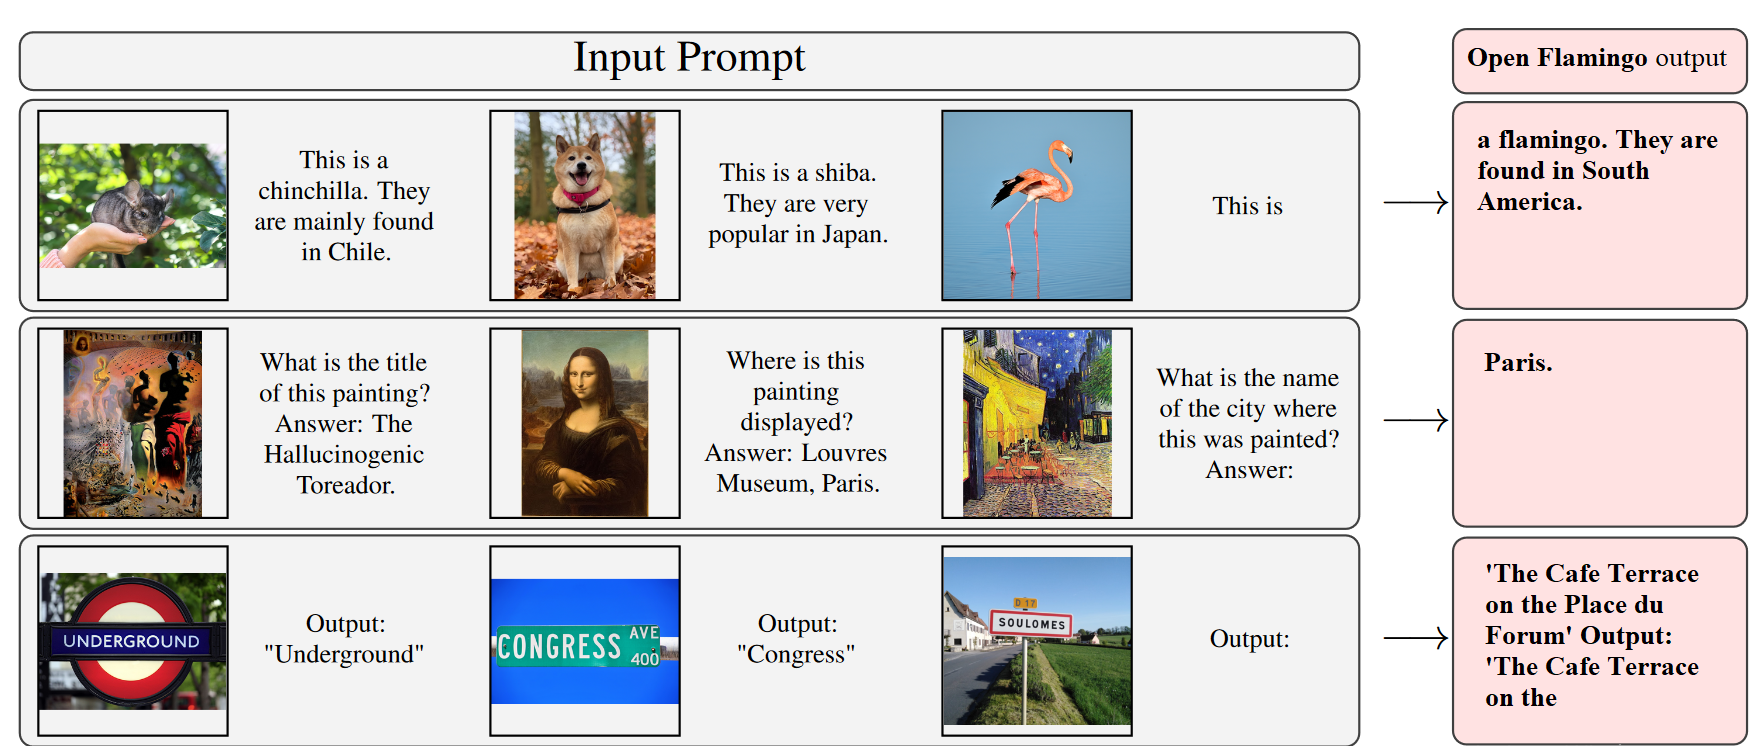 Input Prompt
Open Flamingo output
This is a
chinchilla. They
are mainly found
in Chile.
This is a shiba.
They are very
popular in Japan.
This is
a flamingo. They are
found in South
America.
What is the title
of this painting?
Answer: The
Hallucinogenic
Toreador.
Where is this
painting
displayed?
Answer: Louvres
Museum, Paris.
What is the name
of the city where
this was painted?
Answer:
Paris.
UNDERGROUND
Output:
"Underground"
CONGRESS AVE
400
Output:
"Congress"
D 17
SOULOMES
Output:
'The Cafe Terrace
on the Place du
Forum' Output:
'The Cafe Terrace
on the